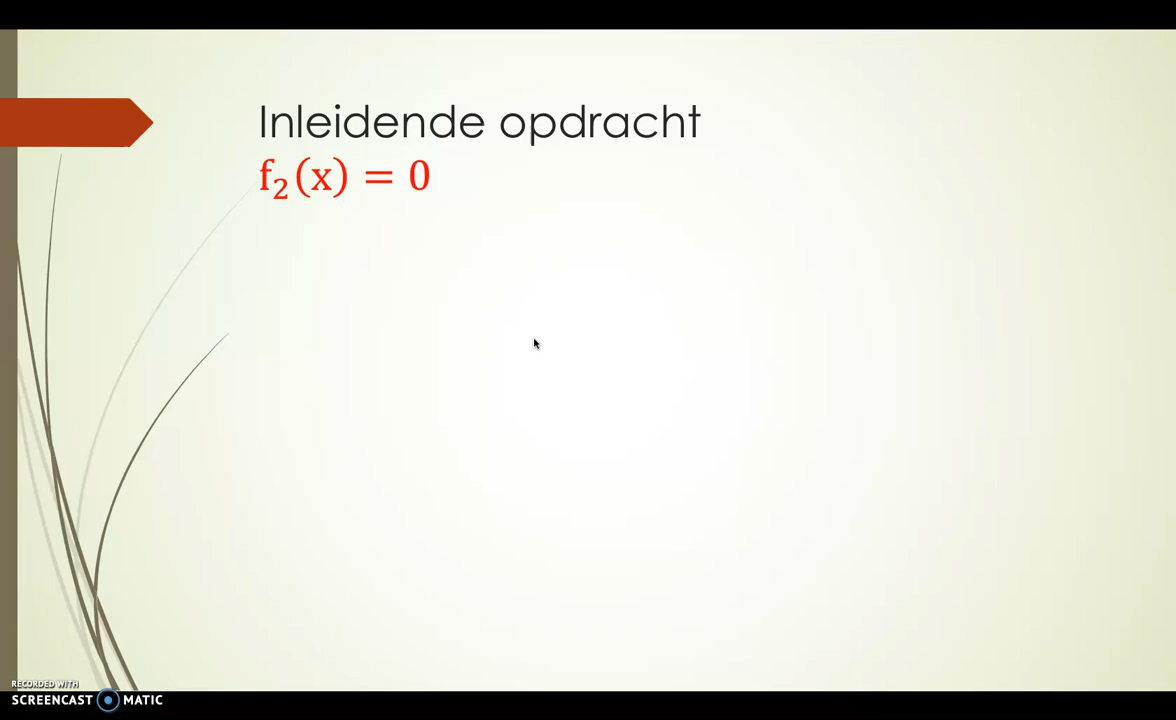 Inleidende opdracht
f₂(x) = 0
RECORDED WITH
SCREENCAST MATIC